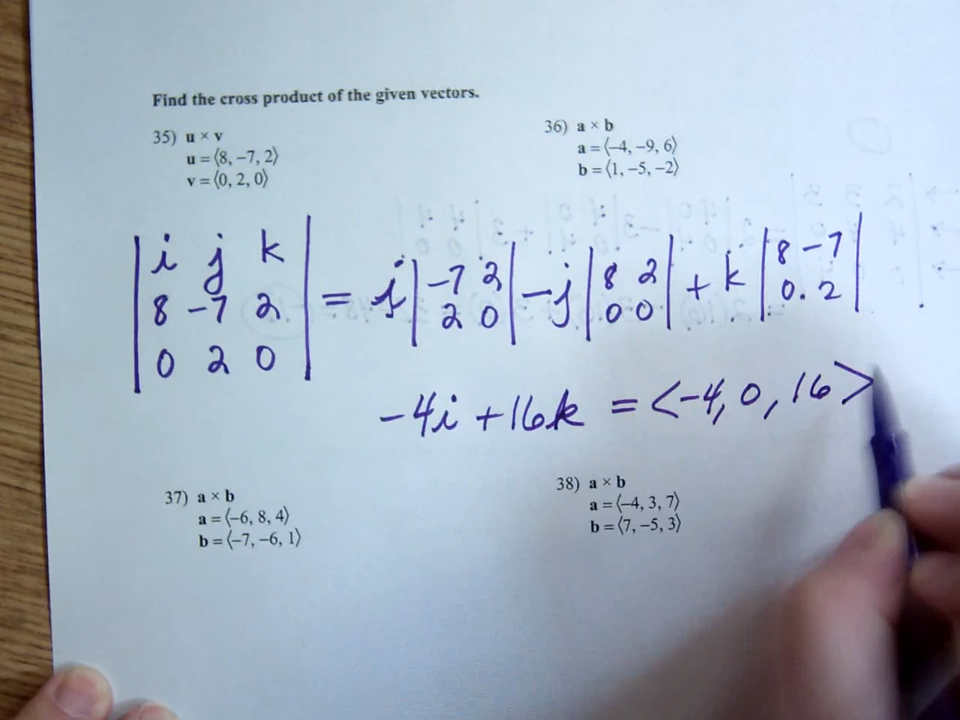 Find the cross product of the given vectors.
35) u × v
u = ⟨8, −7, 2⟩
v = ⟨0, 2, 0⟩
36) a × b
a = ⟨−4, −9, 6⟩
b = ⟨1, −5, −2⟩
| i j k |
| 8 −7 2 | = i | −7 2 | − j | 8 2 | + k | 8 −7 |
| 0 2 0 | | 2 0 | | 0 0 | | 0. 2 |
−4i + 16k = <−4, 0, 16>
37) a × b
a = ⟨−6, 8, 4⟩
b = ⟨−7, −6, 1⟩
38) a × b
a = ⟨−4, 3, 7⟩
b = ⟨7, −5, 3⟩